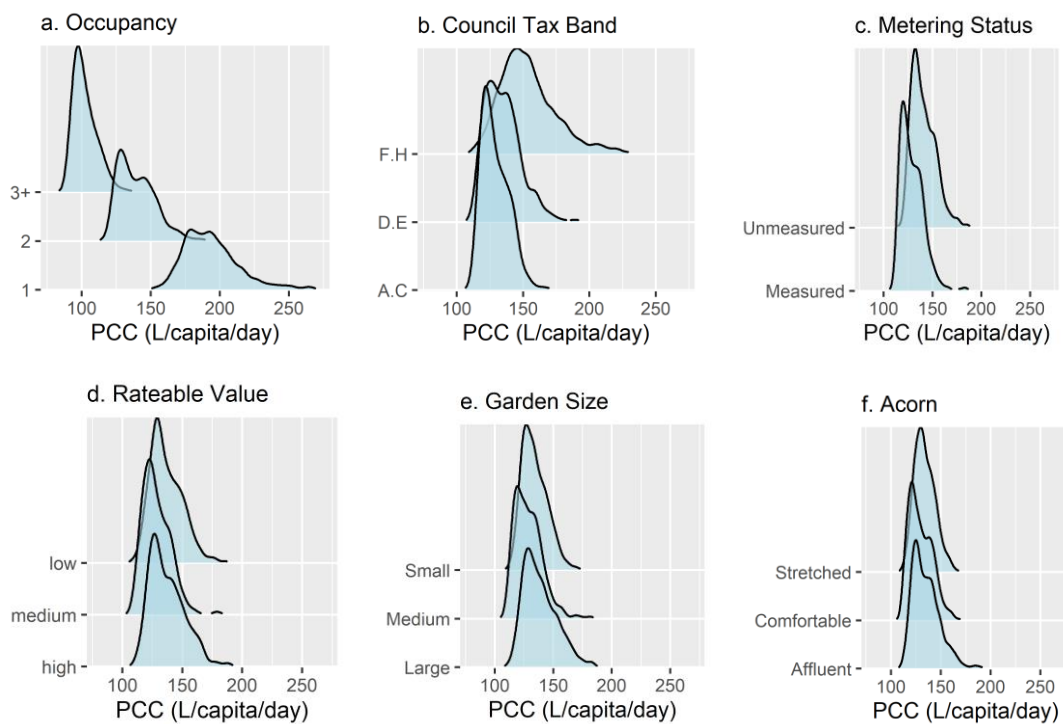 a. Occupancy
3+
2
1
100 150 200 250
PCC (L/capita/day)
b. Council Tax Band
F.H
D.E
A.C
100 150 200 250
PCC (L/capita/day)
c. Metering Status
Unmeasured
Measured
100 150 200 250
PCC (L/capita/day)
d. Rateable Value
low
medium
high
100 150 200 250
PCC (L/capita/day)
e. Garden Size
Small
Medium
Large
100 150 200 250
PCC (L/capita/day)
f. Acorn
Stretched
Comfortable
Affluent
100 150 200 250
PCC (L/capita/day)